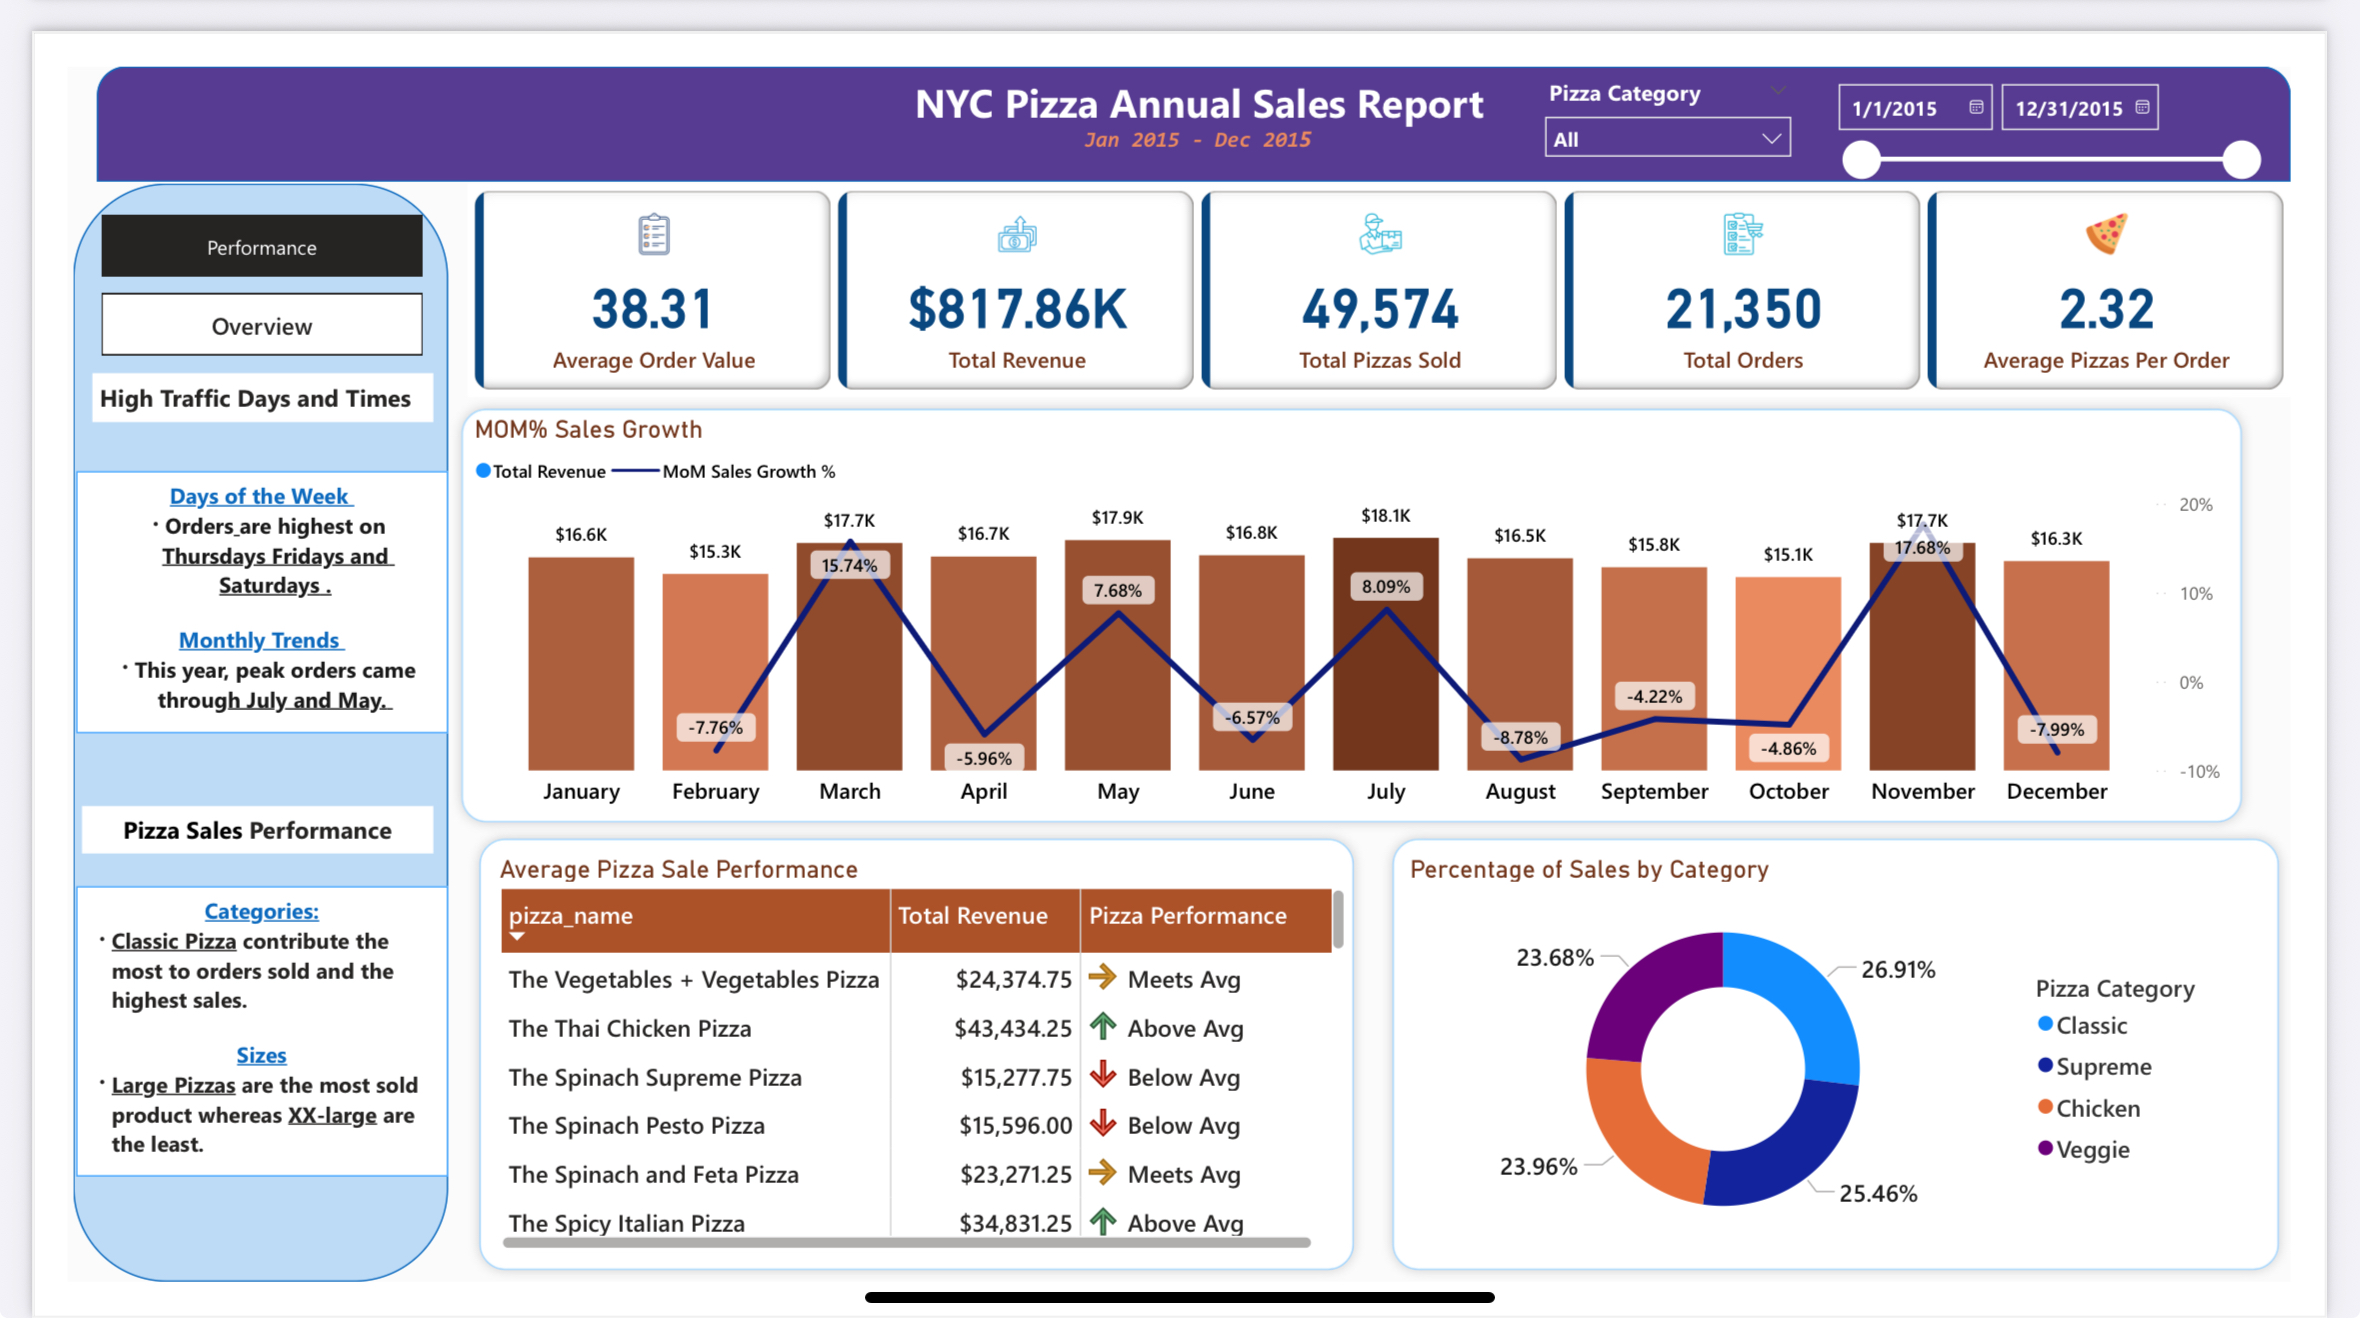 NYC Pizza Annual Sales Report
Jan 2015 - Dec 2015
Pizza Category
All
1/1/2015
12/31/2015
Performance
Overview
High Traffic Days and Times
Days of the Week
· Orders are highest on
Thursdays Fridays and
Saturdays .
Monthly Trends
· This year, peak orders came
through July and May.
Pizza Sales Performance
Categories:
· Classic Pizza contribute the
most to orders sold and the
highest sales.
Sizes
· Large Pizzas are the most sold
product whereas XX-large are
the least.
38.31
Average Order Value
$817.86K
Total Revenue
49,574
Total Pizzas Sold
21,350
Total Orders
2.32
Average Pizzas Per Order
MOM% Sales Growth
Total Revenue MoM Sales Growth %
$16.6K $15.3K $17.7K $16.7K $17.9K $16.8K $18.1K $16.5K $15.8K $15.1K $17.7K $16.3K
-7.76% 15.74% -5.96% 7.68% -6.57% 8.09% -8.78% -4.22% -4.86% 17.68% -7.99%
20%
10%
0%
-10%
January February March April May June July August September October November December
Average Pizza Sale Performance
pizza_name Total Revenue Pizza Performance
The Vegetables + Vegetables Pizza $24,374.75 Meets Avg
The Thai Chicken Pizza $43,434.25 Above Avg
The Spinach Supreme Pizza $15,277.75 Below Avg
The Spinach Pesto Pizza $15,596.00 Below Avg
The Spinach and Feta Pizza $23,271.25 Meets Avg
The Spicy Italian Pizza $34,831.25 Above Avg
Percentage of Sales by Category
23.68%
26.91%
23.96%
25.46%
Pizza Category
Classic
Supreme
Chicken
Veggie